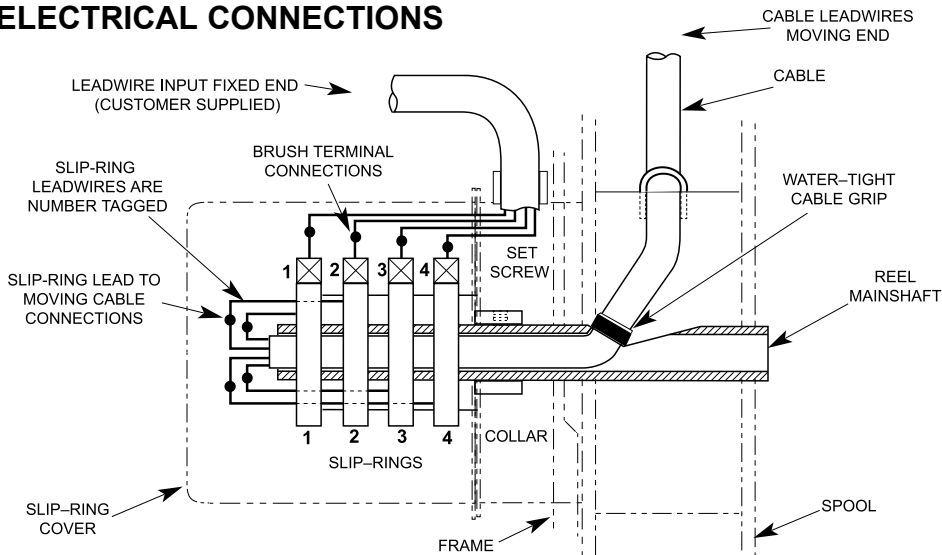 ELECTRICAL CONNECTIONS
CABLE LEADWIRES
MOVING END
LEADWIRE INPUT FIXED END
(CUSTOMER SUPPLIED)
CABLE
BRUSH TERMINAL
CONNECTIONS
SLIP-RING
LEADWIRES ARE
NUMBER TAGGED
WATER–TIGHT
CABLE GRIP
SET
SCREW
1 2 3 4
SLIP-RING LEAD TO
MOVING CABLE
CONNECTIONS
REEL
MAINSHAFT
1 2 3 4
COLLAR
SLIP–RINGS
SLIP–RING
COVER
SPOOL
FRAME